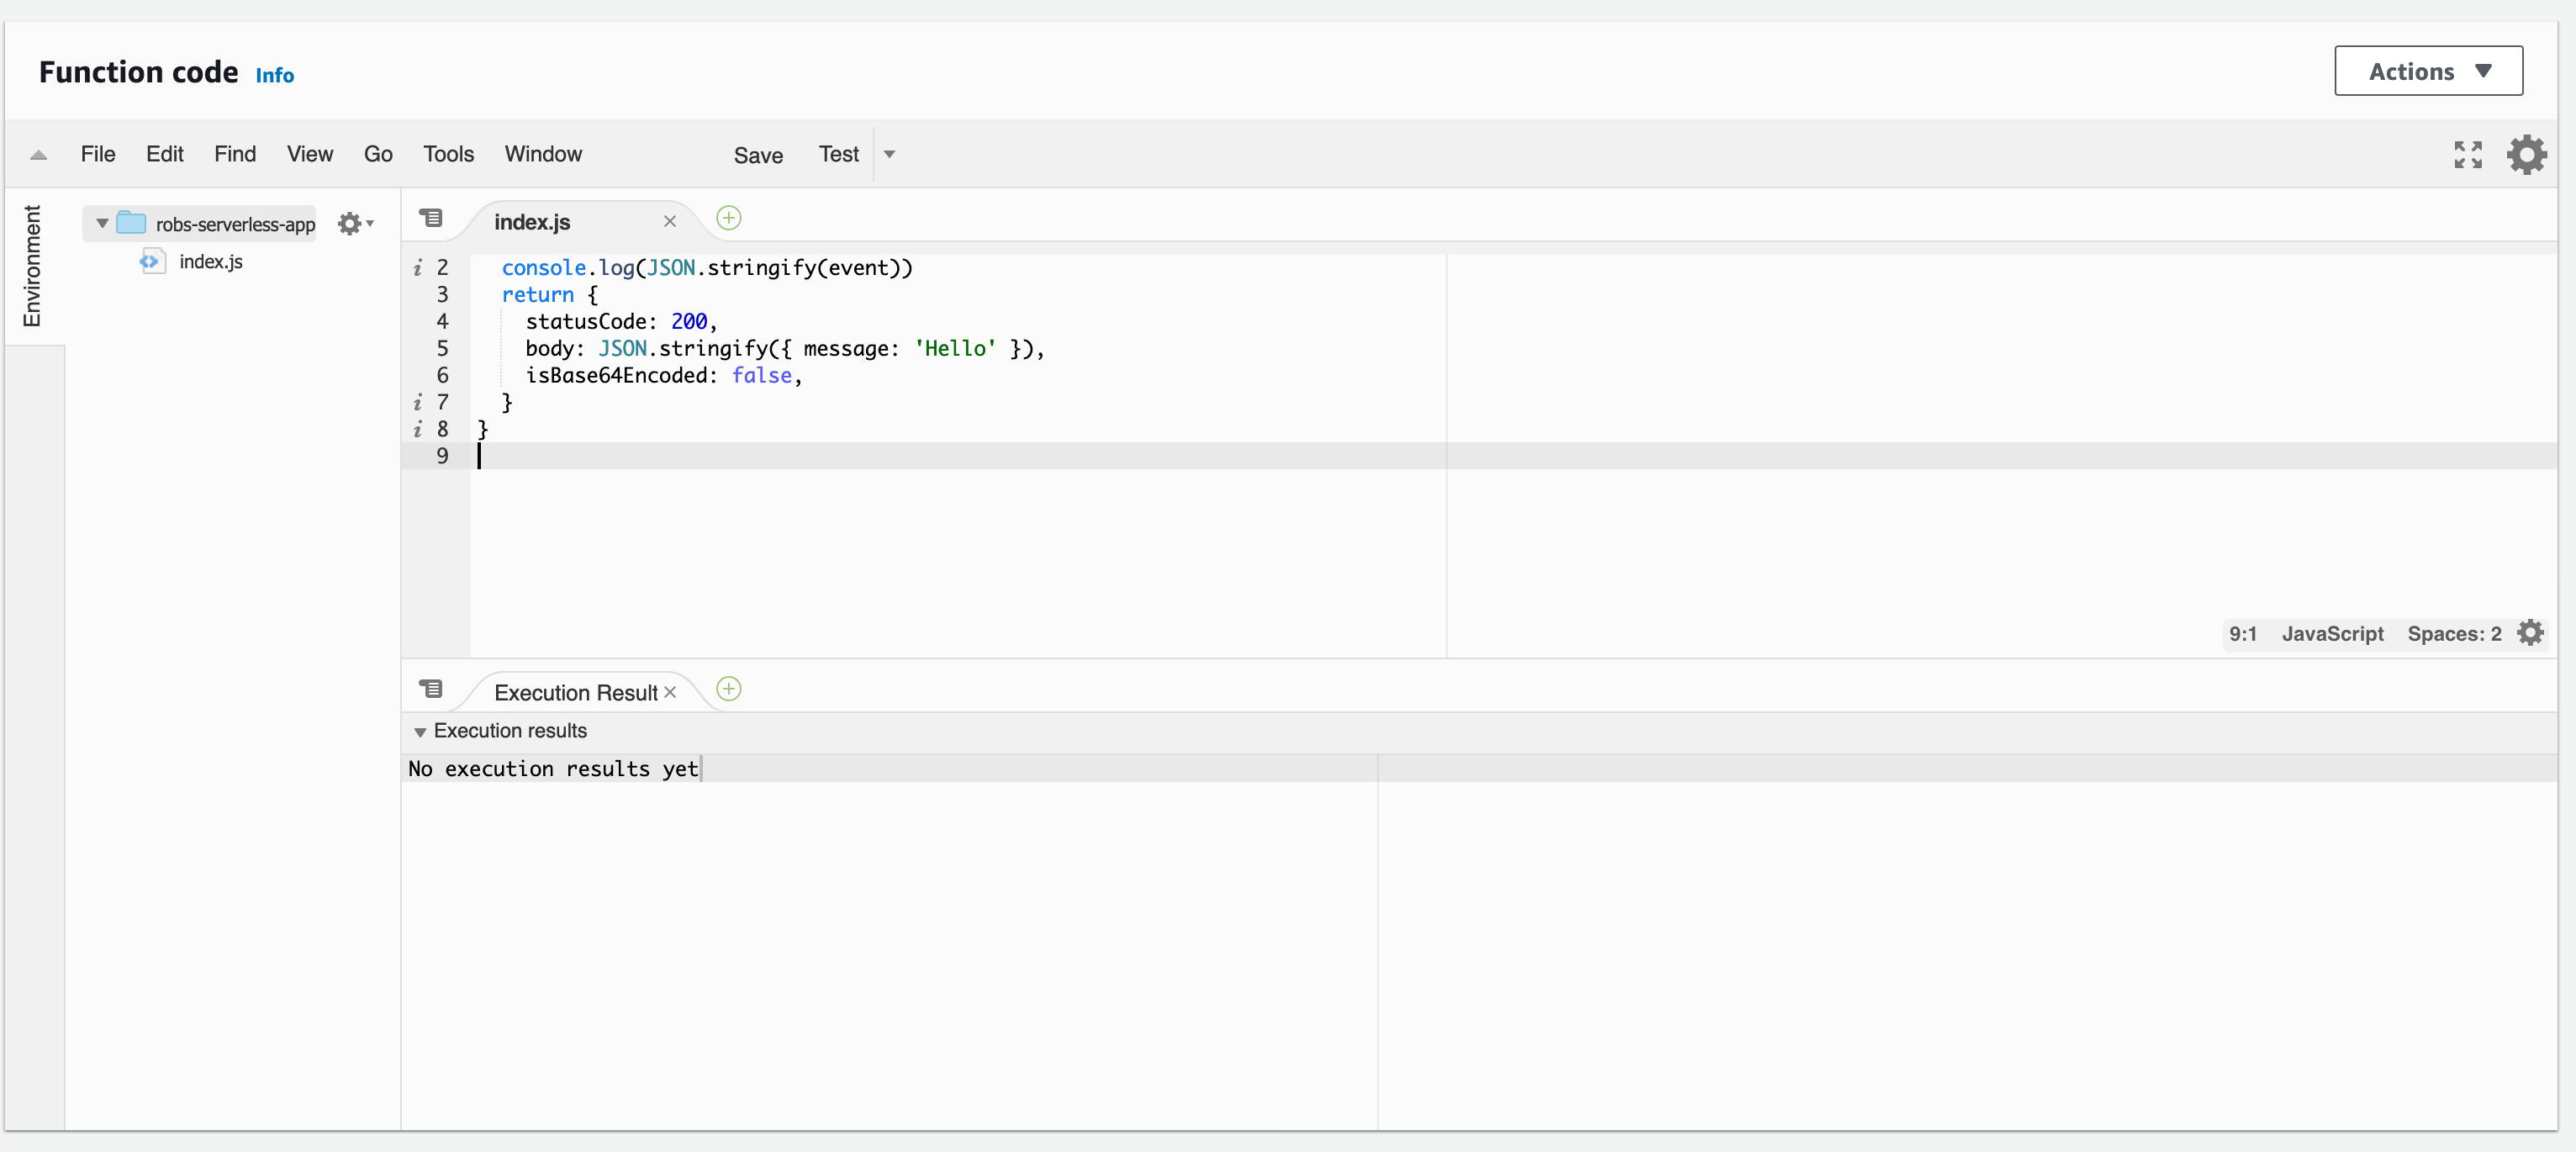 Function code Info
Actions
File Edit Find View Go Tools Window Save Test
Environment
robs-serverless-app
index.js
index.js
2 console.log(JSON.stringify(event))
3 return {
4 statusCode: 200,
5 body: JSON.stringify({ message: 'Hello' }),
6 isBase64Encoded: false,
7 }
8 }
9
9:1 JavaScript Spaces: 2
Execution Result
Execution results
No execution results yet